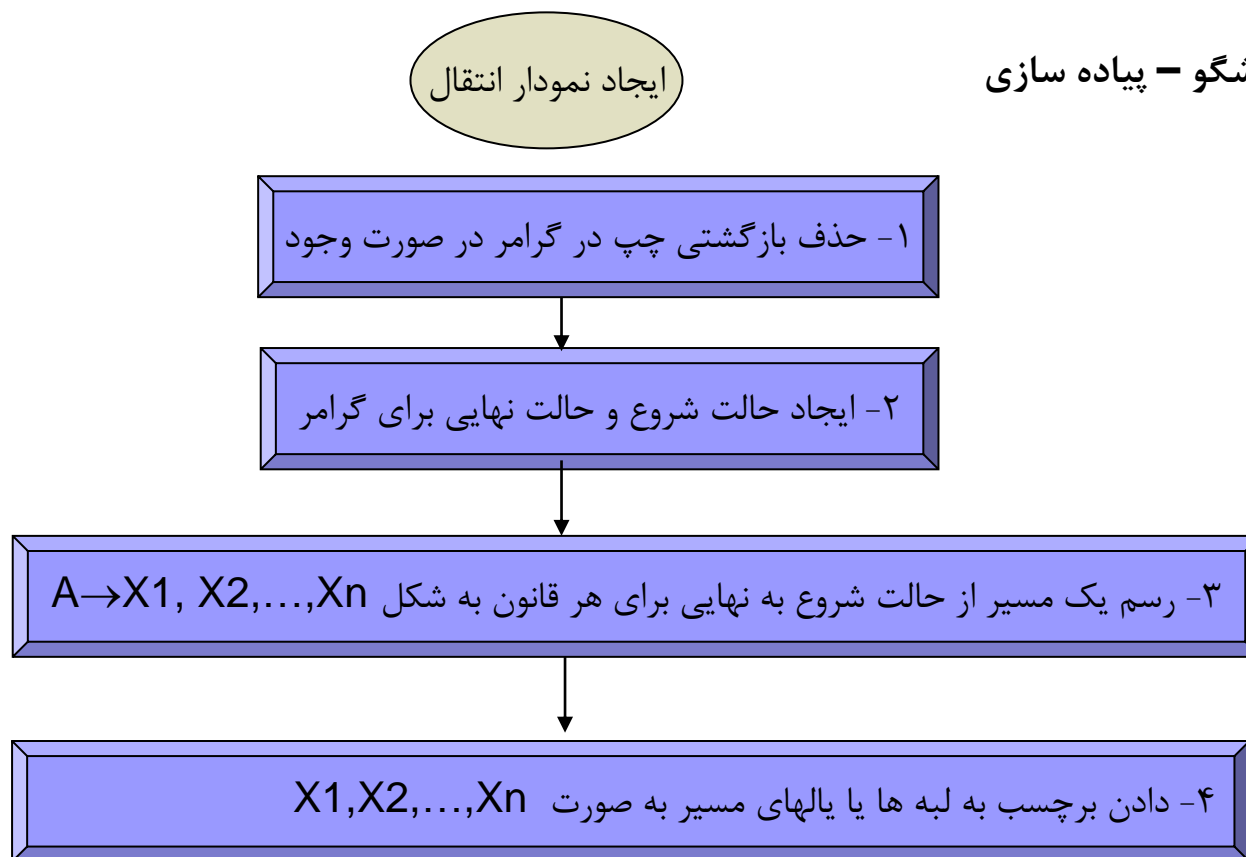 شگو – پیاده سازی
ایجاد نمودار انتقال
۱- حذف بازگشتی چپ در گرامر در صورت وجود
۲- ایجاد حالت شروع و حالت نهایی برای گرامر
۳- رسم یک مسیر از حالت شروع به نهایی برای هر قانون به شکل A→X1, X2,…,Xn
۴- دادن برچسب به لبه ها یا یالهای مسیر به صورت X1,X2,…,Xn